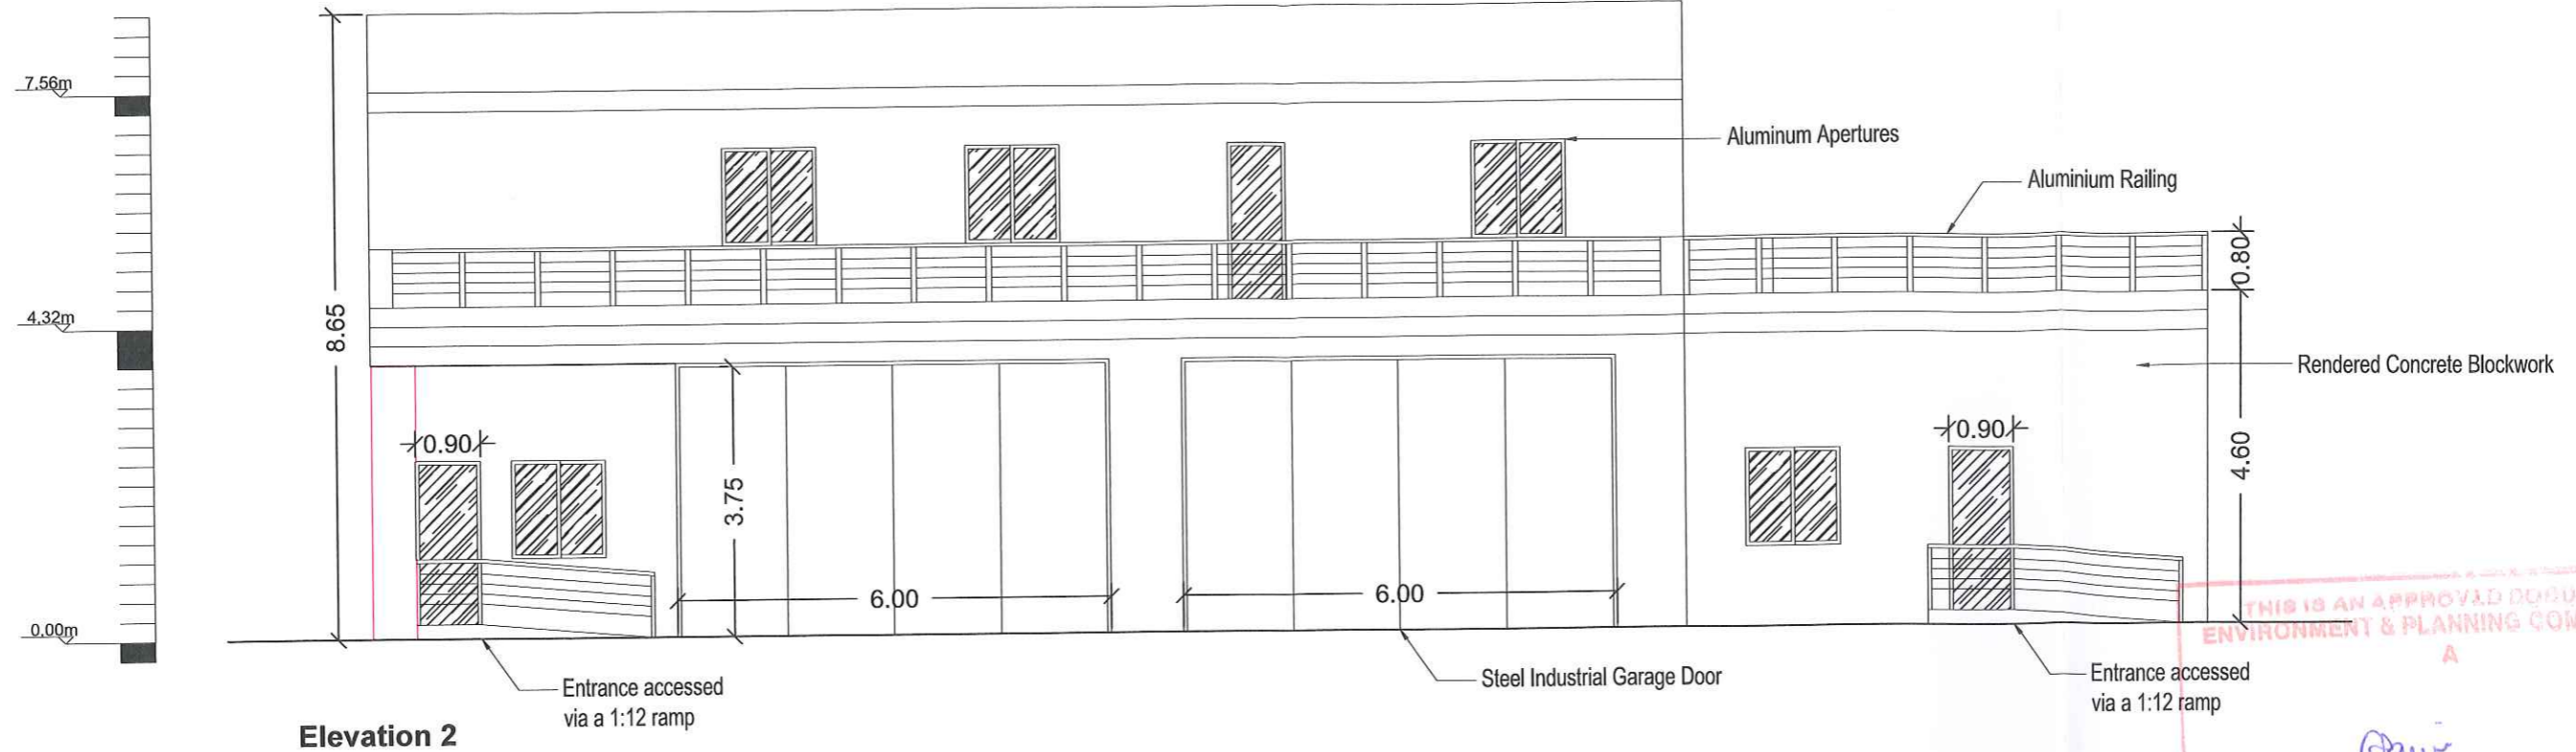 7.56m
Aluminum Apertures
Aluminium Railing
0.80
4.32m
8.65
Rendered Concrete Blockwork
0.90
0.90
4.60
3.75
6.00
6.00
THIS IS AN APPROVED
ENVIRONMENT & PLANNING
A
0.00m
Steel Industrial Garage Door
Entrance accessed
via a 1:12 ramp
Entrance accessed
via a 1:12 ramp
Elevation 2